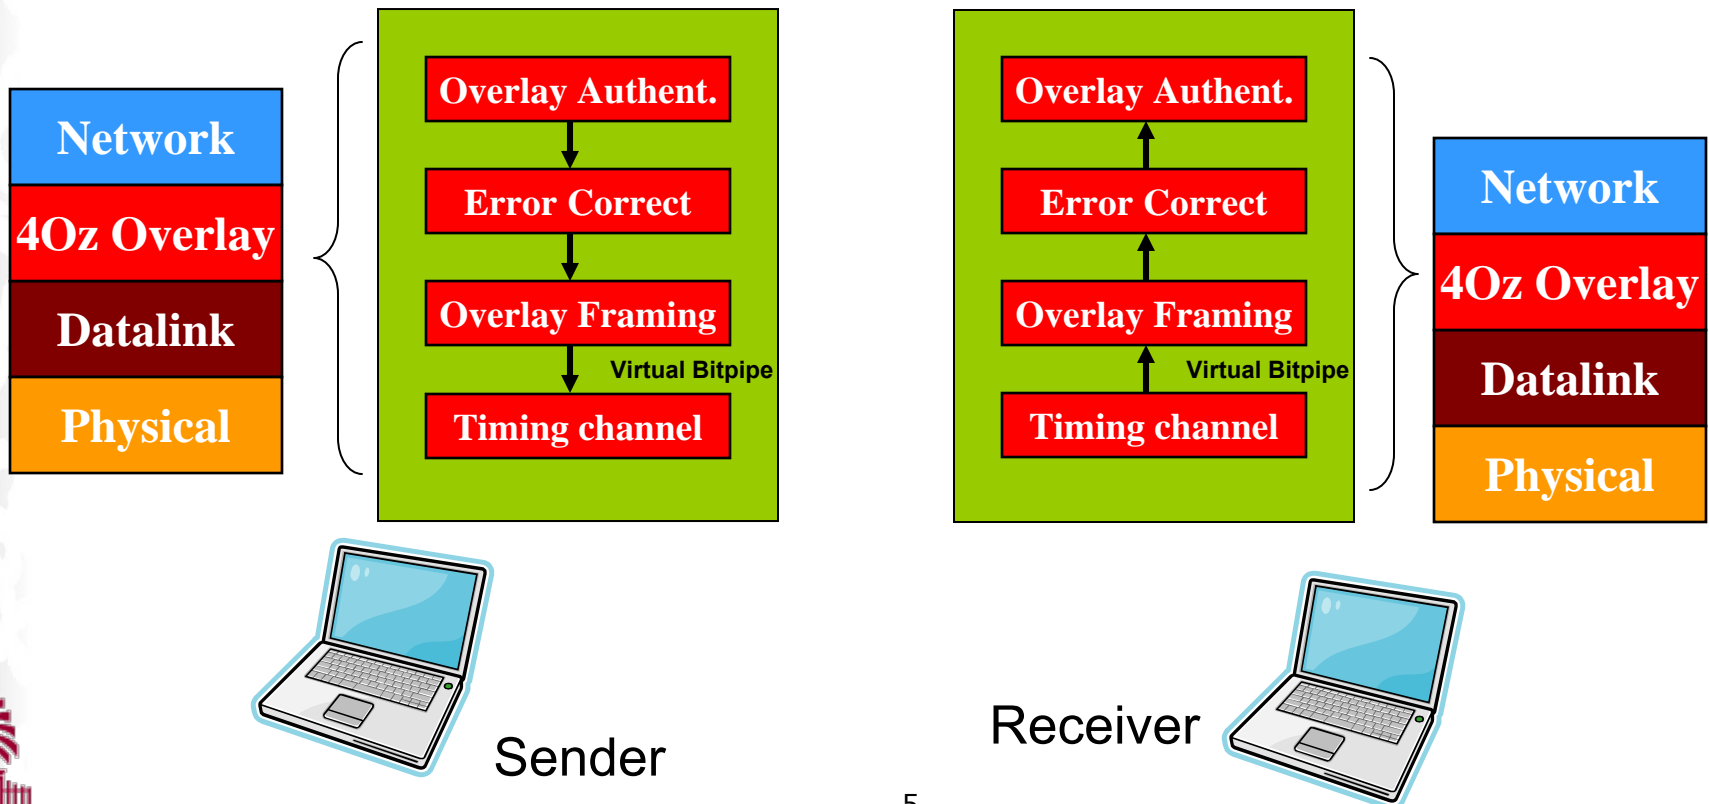 Network
4Oz Overlay
Datalink
Physical
Overlay Authent.
Error Correct
Overlay Framing
Virtual Bitpipe
Timing channel
Sender
Overlay Authent.
Error Correct
Overlay Framing
Virtual Bitpipe
Timing channel
Network
4Oz Overlay
Datalink
Physical
Receiver
5